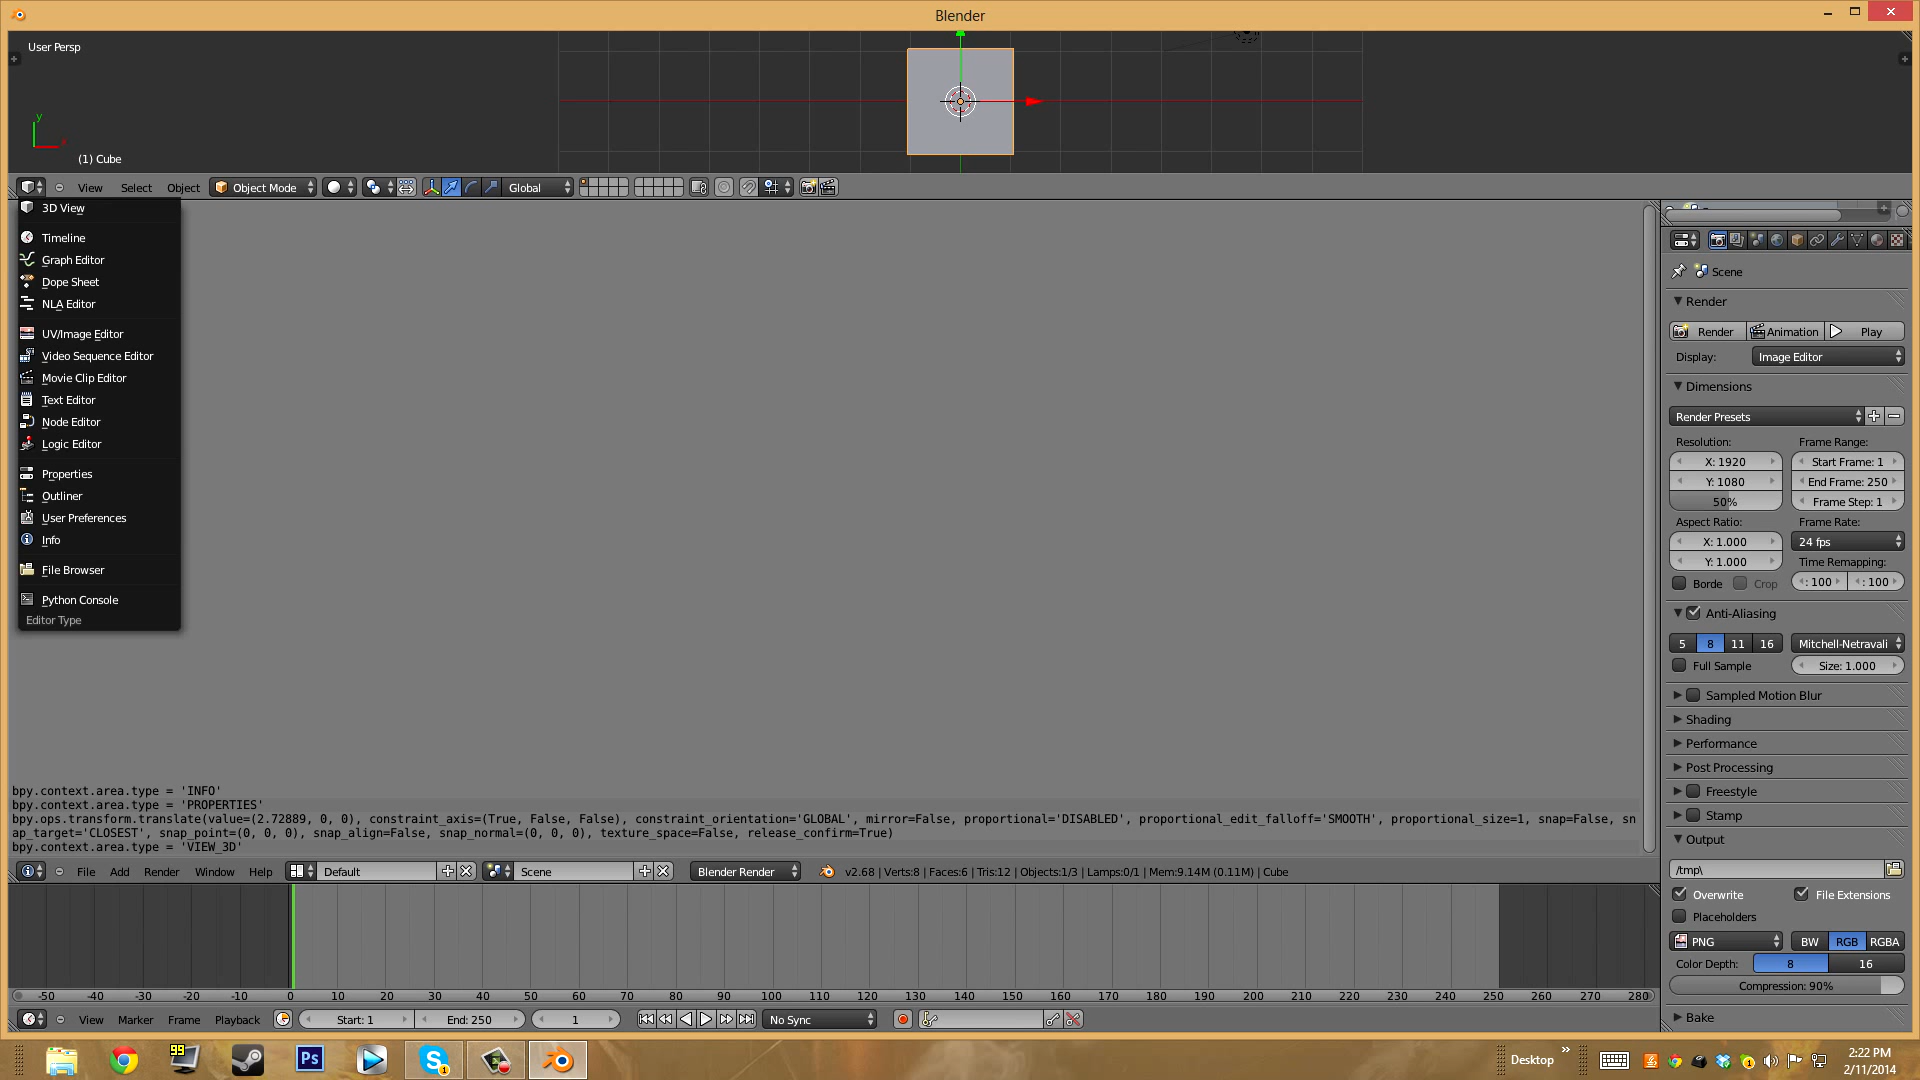 Blender
User Persp
y
x
(1) Cube
View Select Object Object Mode Global
3D View
Timeline
Graph Editor
Dope Sheet
NLA Editor
UV/Image Editor
Video Sequence Editor
Movie Clip Editor
Text Editor
Node Editor
Logic Editor
Properties
Outliner
User Preferences
Info
File Browser
Python Console
Editor Type
bpy.context.area.type = 'INFO'
bpy.context.area.type = 'PROPERTIES'
bpy.ops.transform.translate(value=(2.72889, 0, 0), constraint_axis=(True, False, False), constraint_orientation='GLOBAL', mirror=False, proportional='DISABLED', proportional_edit_falloff='SMOOTH', proportional_size=1, snap=False, sn
ap_target='CLOSEST', snap_point=(0, 0, 0), snap_align=False, snap_normal=(0, 0, 0), texture_space=False, release_confirm=True)
bpy.context.area.type = 'VIEW_3D'
File Add Render Window Help Default Scene Blender Render v2.68 | Verts:8 | Faces:6 | Tris:12 | Objects:1/3 | Lamps:0/1 | Mem:9.14M (0.11M) | Cube
-50 -40 -30 -20 -10 0 10 20 30 40 50 60 70 80 90 100 110 120 130 140 150 160 170 180 190 200 210 220 230 240 250 260 270 280
View Marker Frame Playback Start: 1 End: 250 1 No Sync
Scene
Render
Render Animation Play
Display: Image Editor
Dimensions
Render Presets
Resolution: Frame Range:
X: 1920 Start Frame: 1
Y: 1080 End Frame: 250
50% Frame Step: 1
Aspect Ratio: Frame Rate:
X: 1.000 24 fps
Y: 1.000 Time Remapping:
Borde Crop : 100 : 100
Anti-Aliasing
5 8 11 16 Mitchell-Netravali
Full Sample Size: 1.000
Sampled Motion Blur
Shading
Performance
Post Processing
Freestyle
Stamp
Output
/tmp\
Overwrite File Extensions
Placeholders
PNG BW RGB RGBA
Color Depth: 8 16
Compression: 90%
Bake
99 Ps 1 Desktop » 1 2:22 PM
2/11/2014